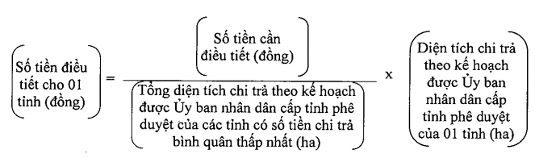 Số tiền điều
tiết cho 01
tỉnh (đồng)
=
Số tiền cần
điều tiết (đồng)
Tổng diện tích chi trả theo kế hoạch
được Ủy ban nhân dân cấp tỉnh phê
duyệt của các tỉnh có số tiền chi trả
bình quân thấp nhất (ha)
x
Diện tích chi trả
theo kế hoạch
được Ủy ban
nhân dân cấp
tỉnh phê duyệt
của 01 tỉnh (ha)